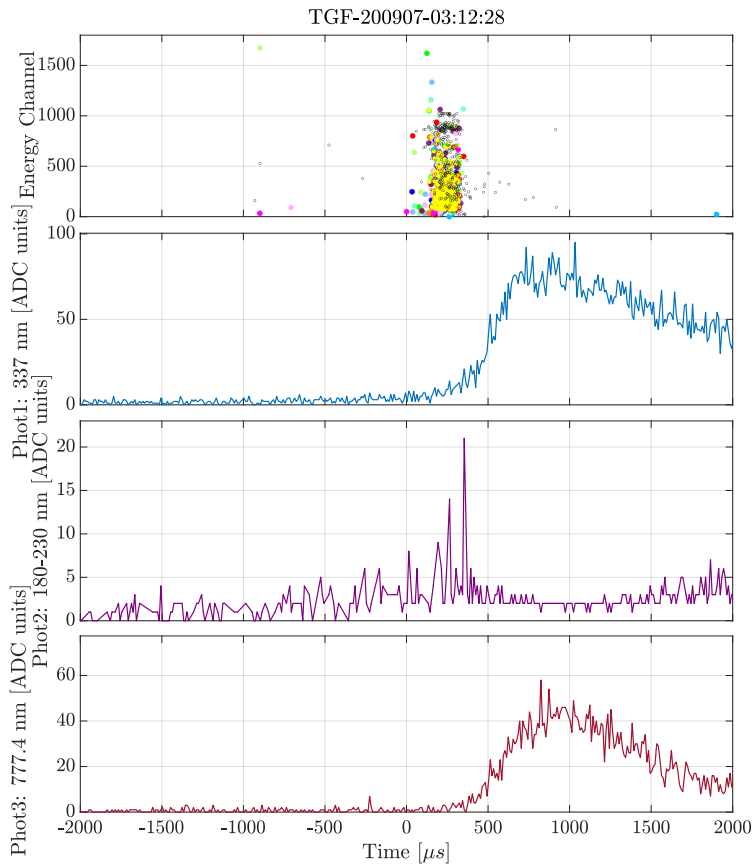 TGF-200907-03:12:28
Energy Channel
1500
1000
500
0
Phot1: 337 nm [ADC units]
100
50
0
Phot2: 180-230 nm [ADC units]
20
15
10
5
0
Phot3: 777.4 nm [ADC units]
60
40
20
0
-2000 -1500 -1000 -500 0 500 1000 1500 2000
Time [μs]